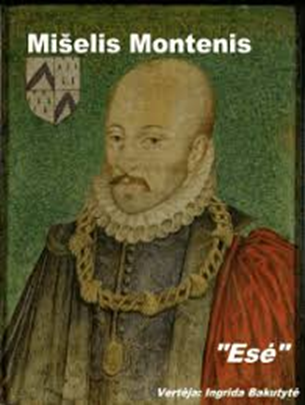 Mišelis Montenis
"Esė"
Vertėja: Ingrida Bakutytė